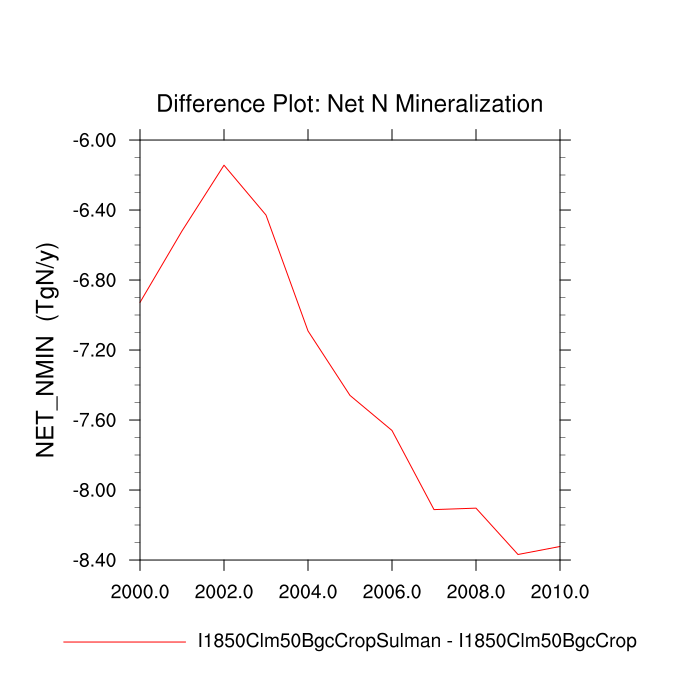 Difference Plot: Net N Mineralization
-6.00
-6.40
-6.80
-7.20
-7.60
-8.00
-8.40
NET_NMIN (TgN/y)
2000.0 2002.0 2004.0 2006.0 2008.0 2010.0
I1850Clm50BgcCropSulman - I1850Clm50BgcCrop